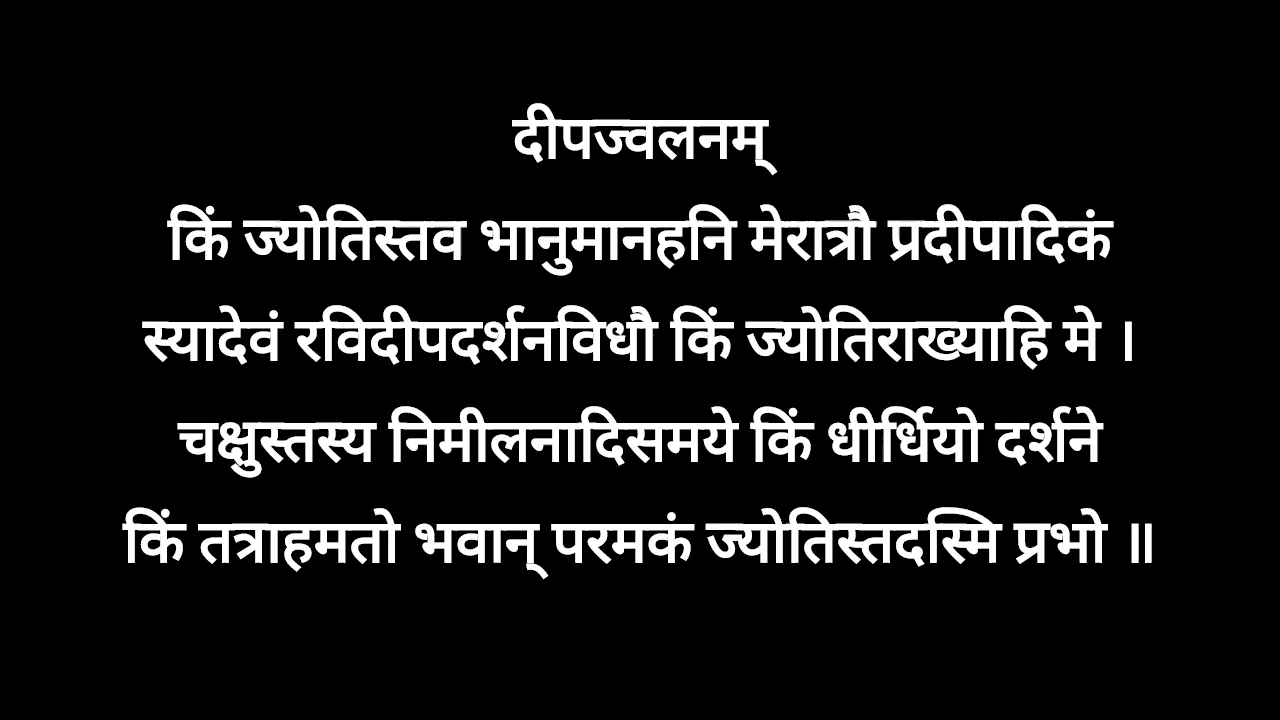 दीपज्वलनम्
किं ज्योतिस्तव भानुमानहनि मेरात्रौ प्रदीपादिकं
स्यादेवं रविदीपदर्शनविधौ किं ज्योतिराख्याहि मे ।
चक्षुस्तस्य निमीलनादिसमये किं धीर्धियो दर्शने
किं तत्राहमतो भवान् परमकं ज्योतिस्तदस्मि प्रभो ॥